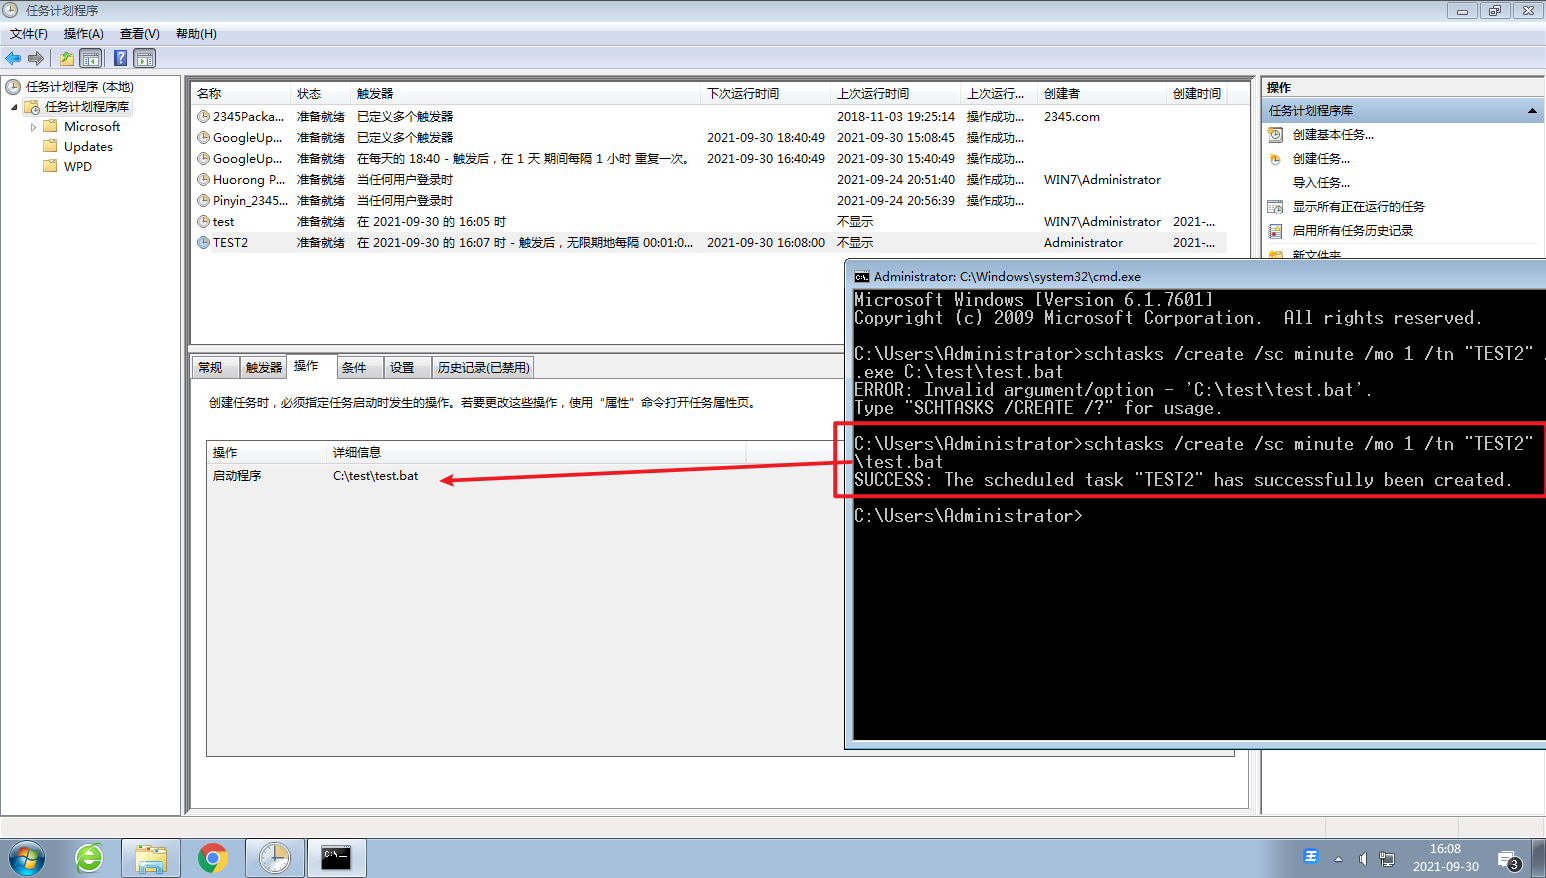 任务计划程序
文件(F) 操作(A) 查看(V) 帮助(H)
任务计划程序 (本地)
任务计划程序库
Microsoft
Updates
WPD
名称 状态 触发器 下次运行时间 上次运行时间 上次运行... 创建者 创建时间
2345Packa... 准备就绪 已定义多个触发器 2018-11-03 19:25:14 操作成功... 2345.com
GoogleUp... 准备就绪 已定义多个触发器 2021-09-30 18:40:49 2021-09-30 15:08:45 操作成功...
GoogleUp... 准备就绪 在每天的 18:40 - 触发后，在 1 天 期间每隔 1 小时 重复一次。 2021-09-30 16:40:49 2021-09-30 15:40:49 操作成功...
Huorong P... 准备就绪 当任何用户登录时 2021-09-24 20:51:40 操作成功... WIN7\Administrator
Pinyin_2345... 准备就绪 当任何用户登录时 2021-09-24 20:56:39 操作成功...
test 准备就绪 在 2021-09-30 的 16:05 时 不显示 WIN7\Administrator 2021-...
TEST2 准备就绪 在 2021-09-30 的 16:07 时 - 触发后，无限期地每隔 00:01:0... 2021-09-30 16:08:00 不显示 Administrator 2021-...
常规 触发器 操作 条件 设置 历史记录(已禁用)
创建任务时，必须指定任务启动时发生的操作。若要更改这些操作，使用“属性”命令打开任务属性页。
操作 详细信息
启动程序 C:\test\test.bat
操作
任务计划程序库
创建基本任务...
创建任务...
导入任务...
显示所有正在运行的任务
启用所有任务历史记录
新文件夹
Administrator: C:\Windows\system32\cmd.exe
Microsoft Windows [Version 6.1.7601]
Copyright (c) 2009 Microsoft Corporation.  All rights reserved.
C:\Users\Administrator>schtasks /create /sc minute /mo 1 /tn "TEST2"
.exe C:\test\test.bat
ERROR: Invalid argument/option - 'C:\test\test.bat'.
Type "SCHTASKS /CREATE /?" for usage.
C:\Users\Administrator>schtasks /create /sc minute /mo 1 /tn "TEST2"
\test.bat
SUCCESS: The scheduled task "TEST2" has successfully been created.
C:\Users\Administrator>
16:08
2021-09-30
3